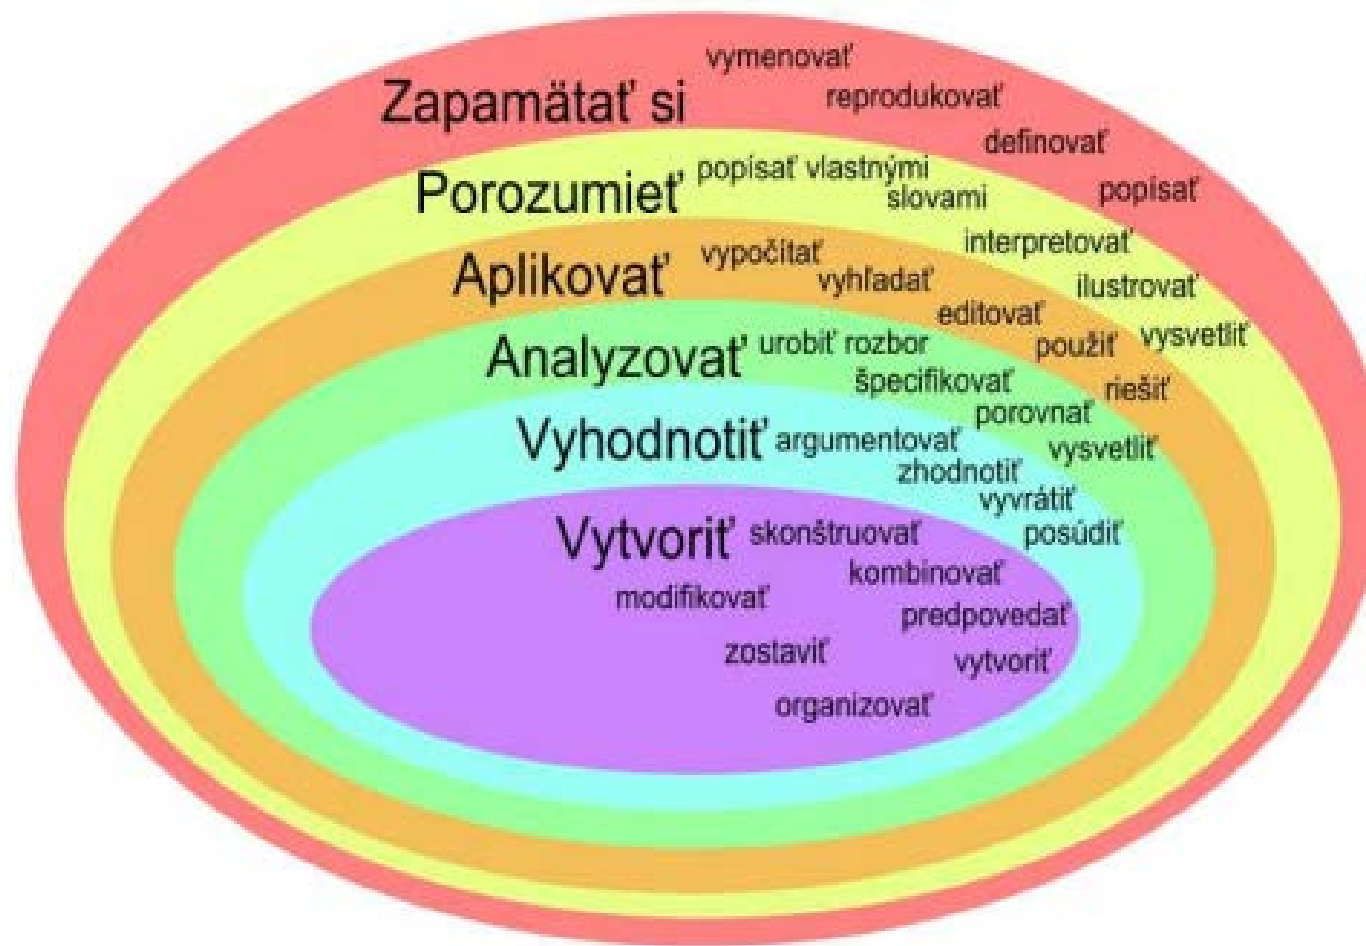 Zapamätať si
vymenovať
reprodukovať
definovať
popísať
Porozumieť
popísať vlastnými
slovami
interpretovať
ilustrovať
vysvetliť
Aplikovať
vypočítať
vyhľadať
editovať
použiť
riešiť
Analyzovať
urobiť rozbor
špecifikovať
porovnať
vysvetliť
Vyhodnotiť
argumentovať
zhodnotiť
vyvrátiť
posúdiť
Vytvoriť
skonštruovať
kombinovať
modifikovať
predpovedať
zostaviť
vytvoriť
organizovať